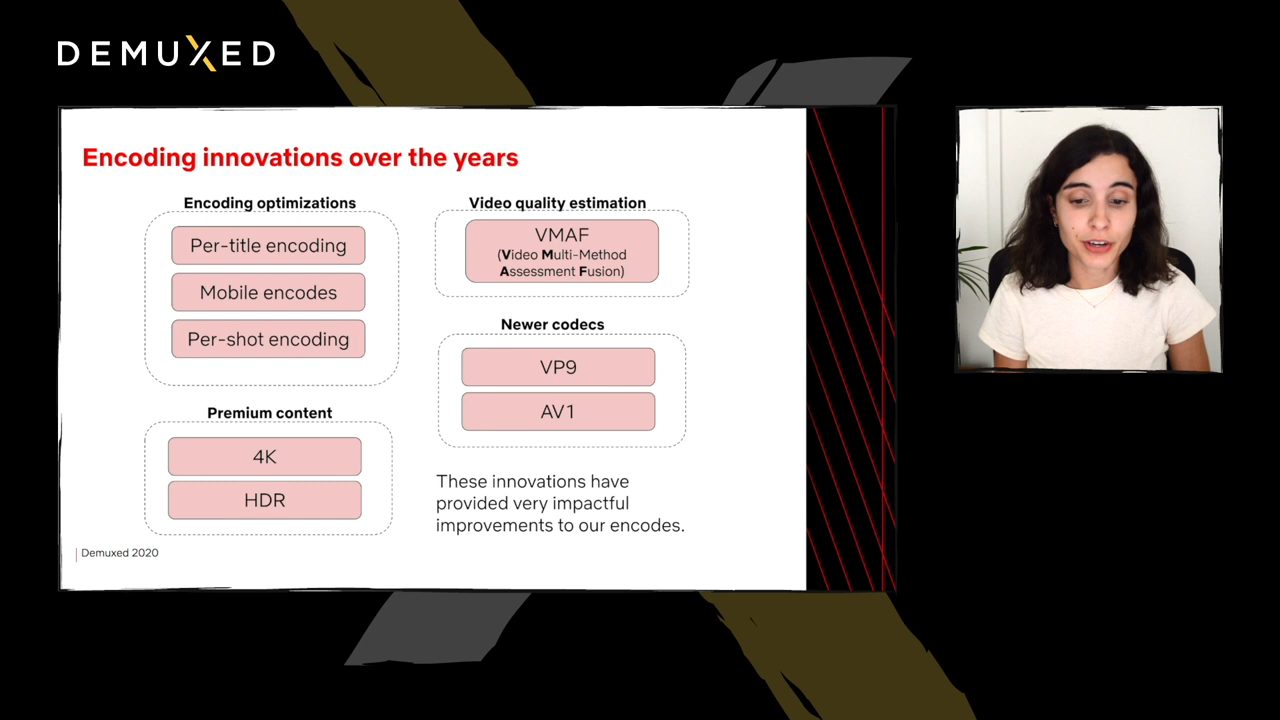 DEMUXED
Encoding innovations over the years
Encoding optimizations
Per-title encoding
Mobile encodes
Per-shot encoding
Premium content
4K
HDR
Video quality estimation
VMAF
(Video Multi-Method
Assessment Fusion)
Newer codecs
VP9
AV1
These innovations have
provided very impactful
improvements to our encodes.
Demuxed 2020